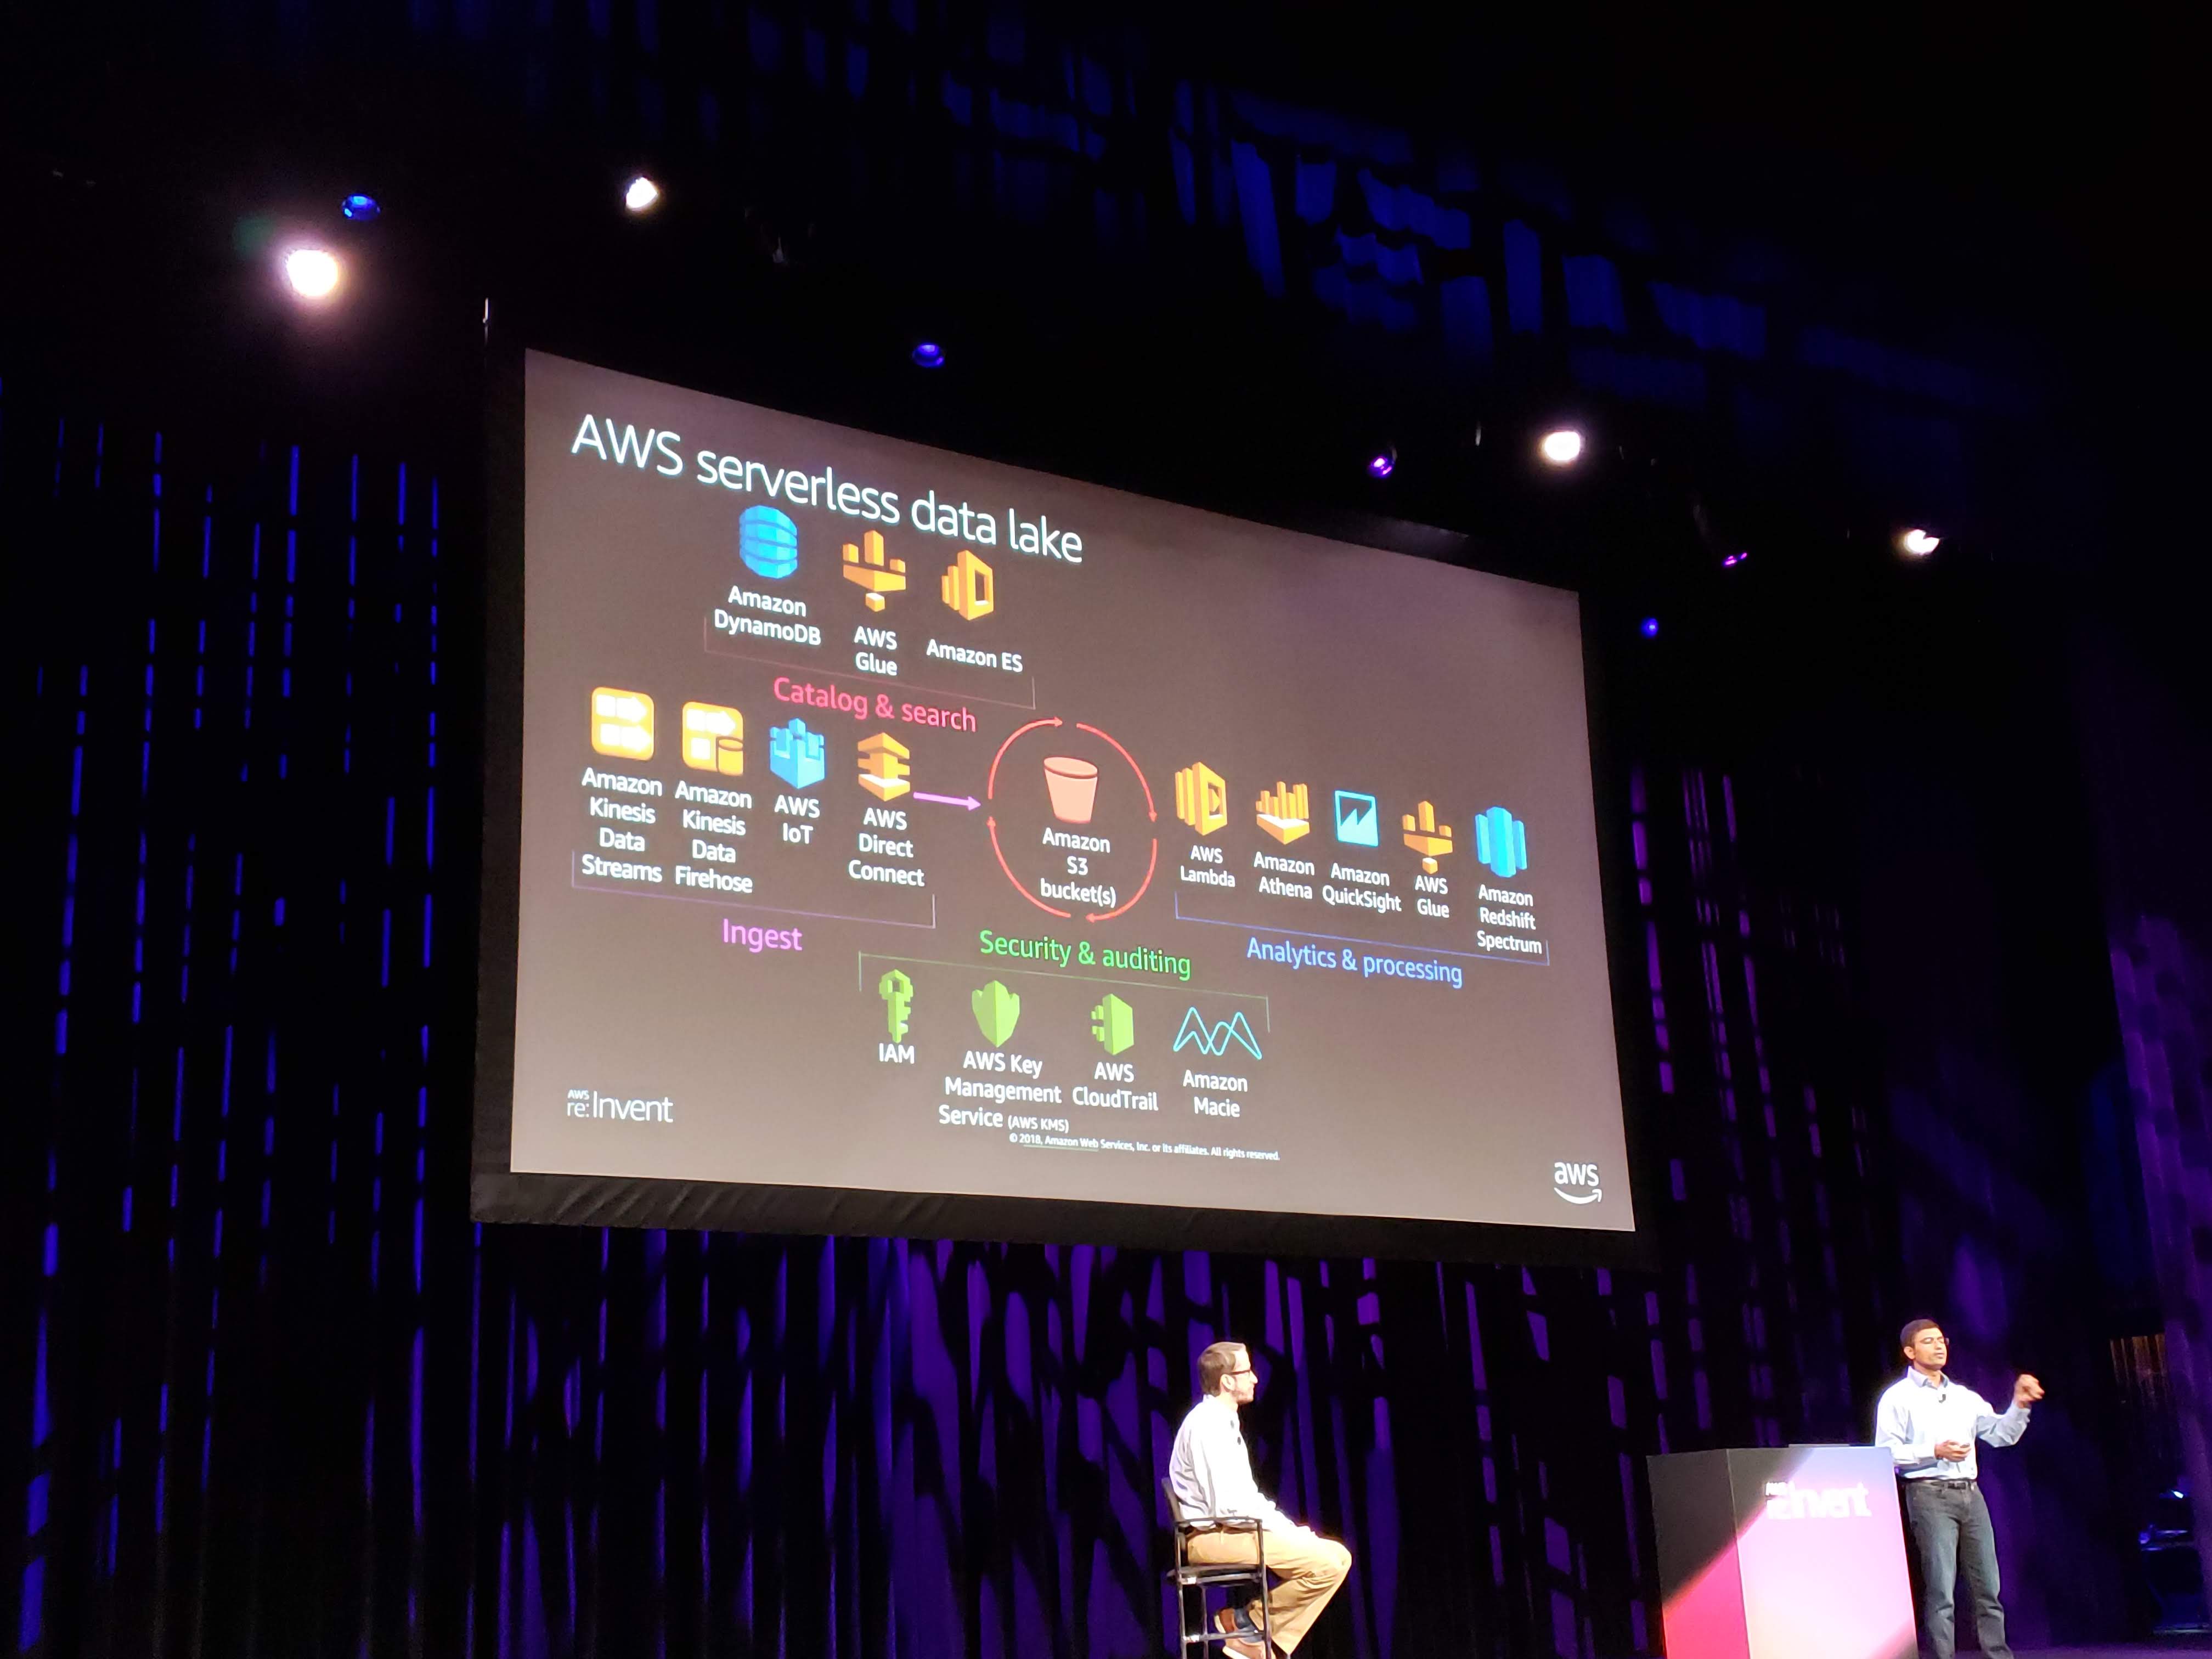 AWS serverless data lake
Amazon
DynamoDB
AWS
Glue
Amazon ES
Catalog & search
Amazon
Kinesis
Data
Streams
Amazon
Kinesis
Data
Firehose
AWS
IoT
AWS
Direct
Connect
Ingest
Amazon
S3
bucket(s)
AWS
Lambda
Amazon
Athena
Amazon
QuickSight
AWS
Glue
Amazon
Redshift
Spectrum
Analytics & processing
Security & auditing
IAM
AWS Key
Management
Service (AWS KMS)
AWS
CloudTrail
Amazon
Macie
AWS
re:Invent
© 2018, Amazon Web Services, Inc. or its affiliates. All rights reserved.
aws
AWS
re:Invent